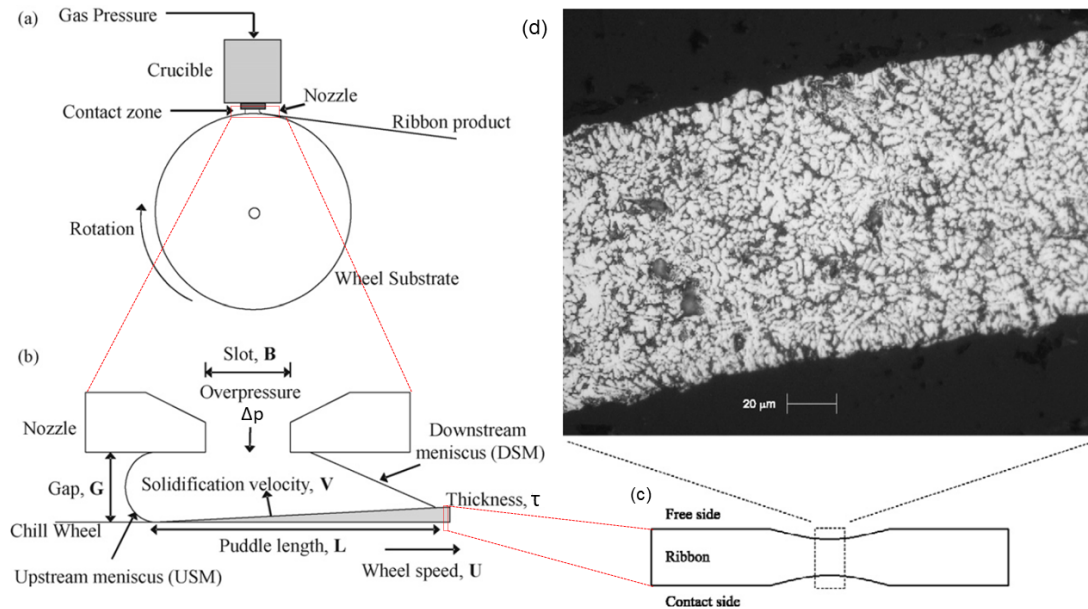 (a)
Gas Pressure
Crucible
Nozzle
Contact zone
Ribbon product
Rotation
Wheel Substrate
(b)
Slot, B
Overpressure
Δp
Nozzle
Downstream
meniscus (DSM)
Gap, G
Solidification velocity, V
Thickness, τ
Chill Wheel
Puddle length, L
Wheel speed, U
Upstream meniscus (USM)
(c)
Free side
Ribbon
Contact side
(d)
20 μm